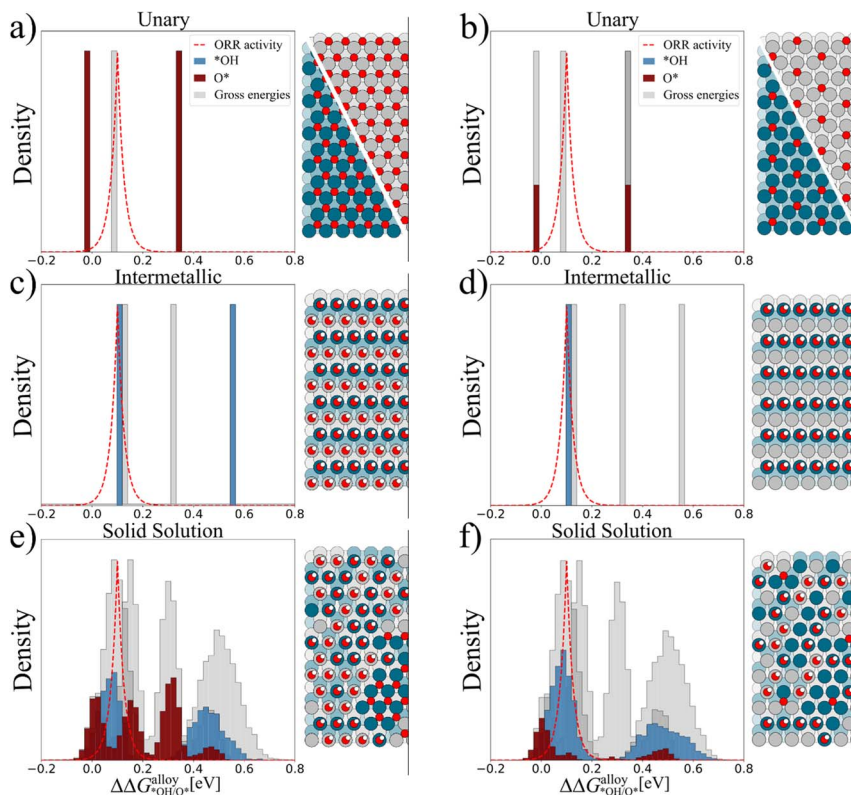 a)
Unary
Density
ORR activity
*OH
O*
Gross energies
−0.2 0.0 0.2 0.4 0.6 0.8
b)
Unary
Density
ORR activity
*OH
O*
Gross energies
−0.2 0.0 0.2 0.4 0.6 0.8
c)
Intermetallic
Density
−0.2 0.0 0.2 0.4 0.6 0.8
d)
Intermetallic
Density
−0.2 0.0 0.2 0.4 0.6 0.8
e)
Solid Solution
Density
−0.2 0.0 0.2 0.4 0.6 0.8
ΔΔG^alloy_*OH/O* [eV]
f)
Solid Solution
Density
−0.2 0.0 0.2 0.4 0.6 0.8
ΔΔG^alloy_*OH/O* [eV]